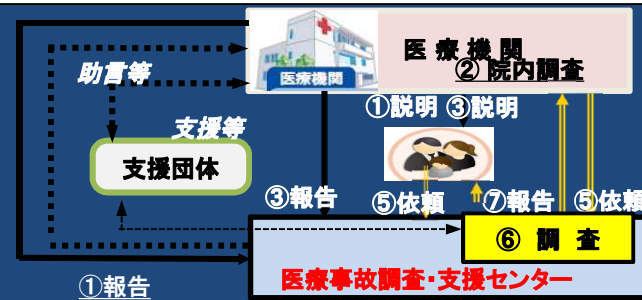 医療機関
医療機関
②院内調査
助言等
①説明 ③説明
支援等
支援団体
③報告
⑤依頼
⑦報告
⑤依頼
⑥ 調 査
医療事故調査・支援センター
①報告